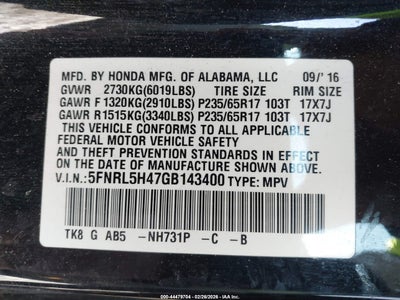 MFD. BY HONDA MFG. OF ALABAMA, LLC 09/' 16
GVWR 2730KG(6019LBS) TIRE SIZE RIM SIZE
GAWR F 1320KG(2910LBS) P235/65R17 103T 17X7J
GAWR R1515KG(3340LBS) P235/65R17 103T 17X7J
THIS VEHICLE CONFORMS TO ALL APPLICABLE
FEDERAL MOTOR VEHICLE SAFETY
AND THEFT PREVENTION STANDARDS IN EFFECT
ON THE DATE OF MANUFACTURE SHOWN ABOVE.
V.I.N.: 5FNRL5H47GB143400 TYPE: MPV
TK8 G AB5 -NH731P -C -B
000-44479784 - 02/26/2026 - IAA Inc.